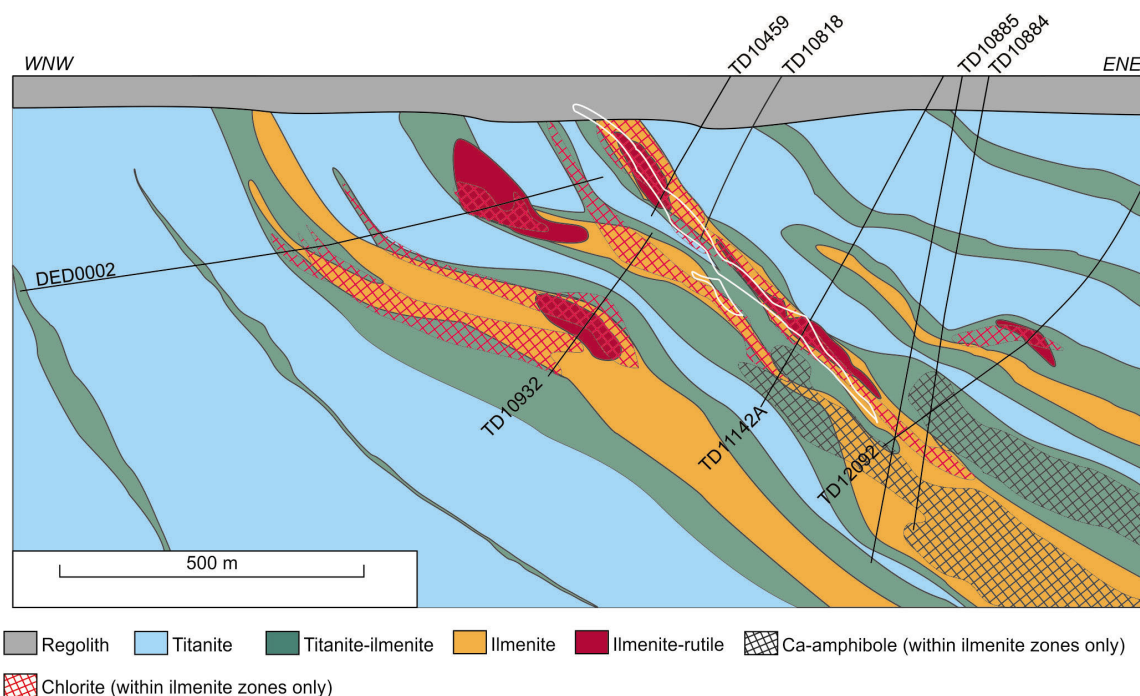 WNW
TD10459
TD10818
TD10885
TD10884
ENE
DED0002
TD10932
TD11142A
TD12092
500 m
Regolith
Titanite
Titanite-ilmenite
Ilmenite
Ilmenite-rutile
Ca-amphibole (within ilmenite zones only)
Chlorite (within ilmenite zones only)